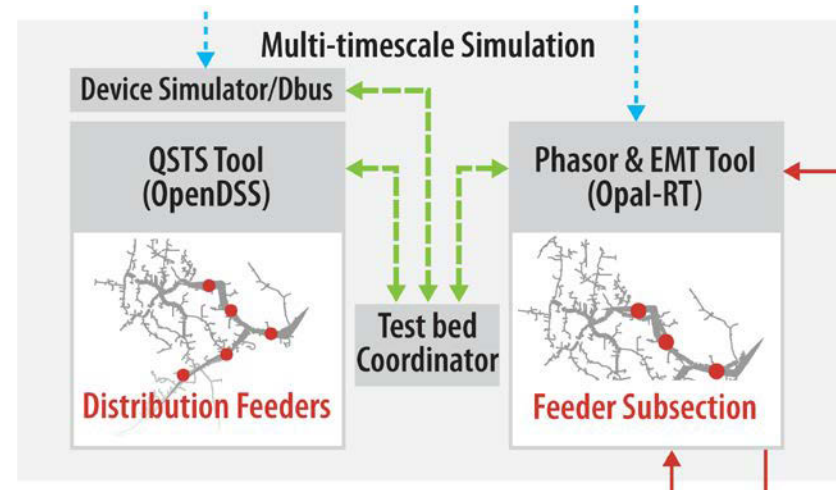 Multi-timescale Simulation
Device Simulator/Dbus
QSTS Tool
(OpenDSS)
Phasor & EMT Tool
(Opal-RT)
Test bed
Coordinator
Distribution Feeders
Feeder Subsection